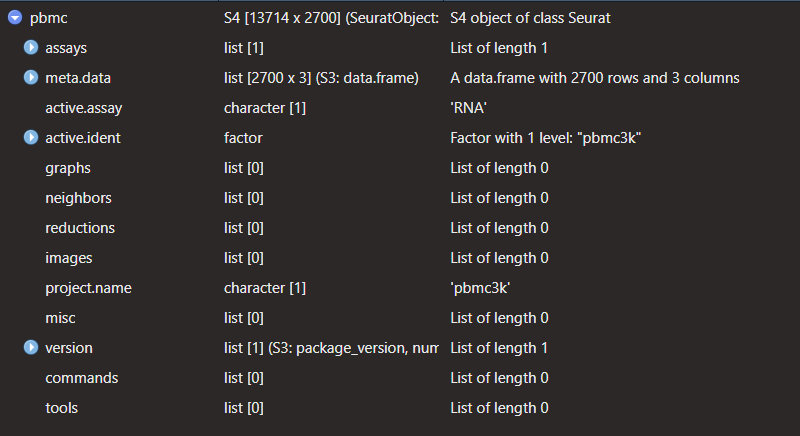 pbmc S4 [13714 x 2700] (SeuratObject: S4 object of class Seurat
assays list [1] List of length 1
meta.data list [2700 x 3] (S3: data.frame) A data.frame with 2700 rows and 3 columns
active.assay character [1] 'RNA'
active.ident factor Factor with 1 level: "pbmc3k"
graphs list [0] List of length 0
neighbors list [0] List of length 0
reductions list [0] List of length 0
images list [0] List of length 0
project.name character [1] 'pbmc3k'
misc list [0] List of length 0
version list [1] (S3: package_version, num List of length 1
commands list [0] List of length 0
tools list [0] List of length 0